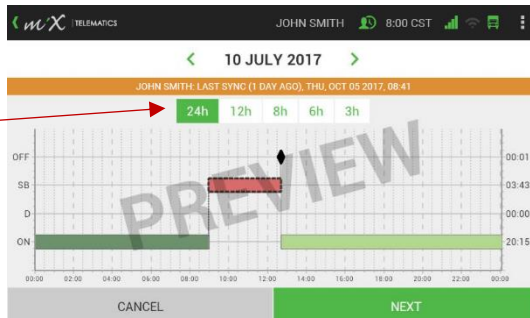 miX TELEMATICS JOHN SMITH 8:00 CST
10 JULY 2017
JOHN SMITH: LAST SYNC (1 DAY AGO), THU, OCT 05 2017, 08:41
24h 12h 8h 6h 3h
PREVIEW
OFF 00:01
SB 03:43
D 00:00
ON 20:15
00:00 02:00 04:00 06:00 08:00 10:00 12:00 14:00 16:00 18:00 20:00 22:00 00:00
CANCEL NEXT